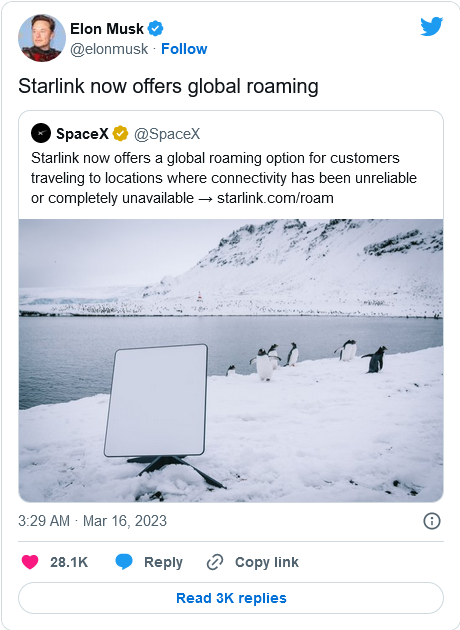 Elon Musk
@elonmusk · Follow
Starlink now offers global roaming
SpaceX @SpaceX
Starlink now offers a global roaming option for customers
traveling to locations where connectivity has been unreliable
or completely unavailable → starlink.com/roam
3:29 AM · Mar 16, 2023
28.1K Reply Copy link
Read 3K replies